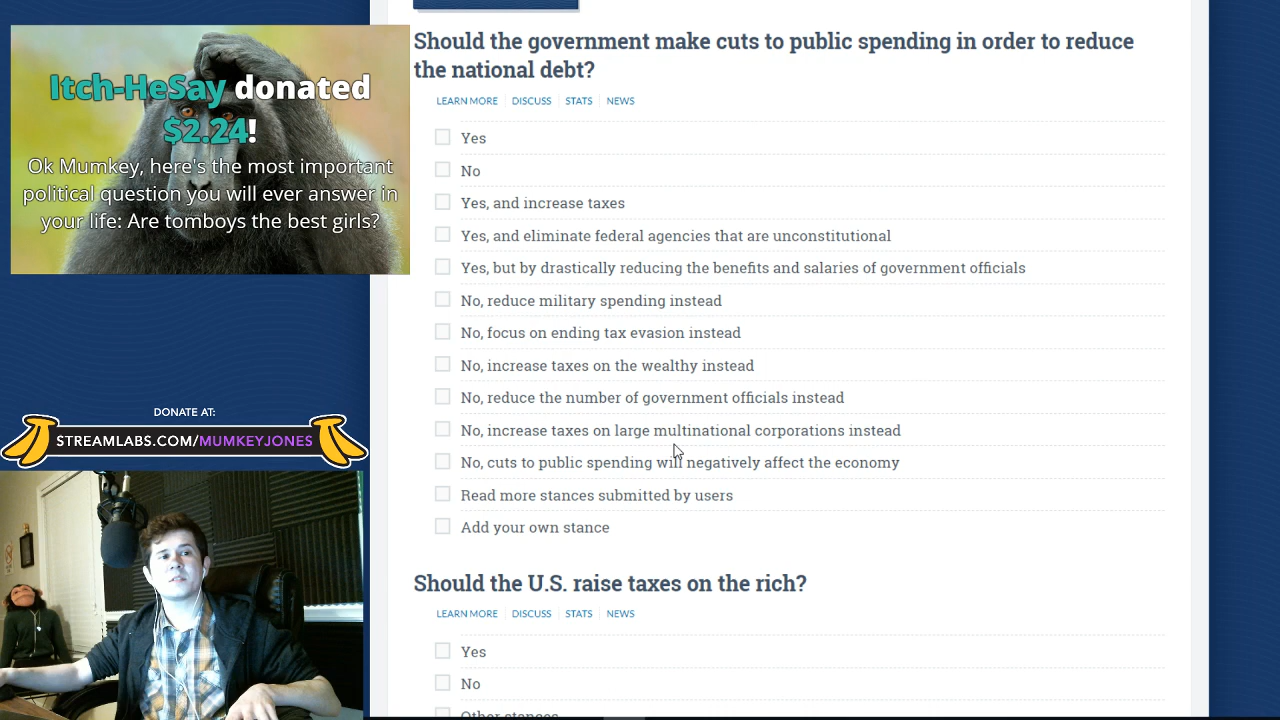 Itch-HeSay donated
$2.24!
Ok Mumkey, here's the most important
political question you will ever answer in
your life: Are tomboys the best girls?
DONATE AT:
STREAMLABS.COM/MUMKEYJONES
Should the government make cuts to public spending in order to reduce
the national debt?
LEARN MORE DISCUSS STATS NEWS
Yes
No
Yes, and increase taxes
Yes, and eliminate federal agencies that are unconstitutional
Yes, but by drastically reducing the benefits and salaries of government officials
No, reduce military spending instead
No, focus on ending tax evasion instead
No, increase taxes on the wealthy instead
No, reduce the number of government officials instead
No, increase taxes on large multinational corporations instead
No, cuts to public spending will negatively affect the economy
Read more stances submitted by users
Add your own stance
Should the U.S. raise taxes on the rich?
LEARN MORE DISCUSS STATS NEWS
Yes
No
Other stances